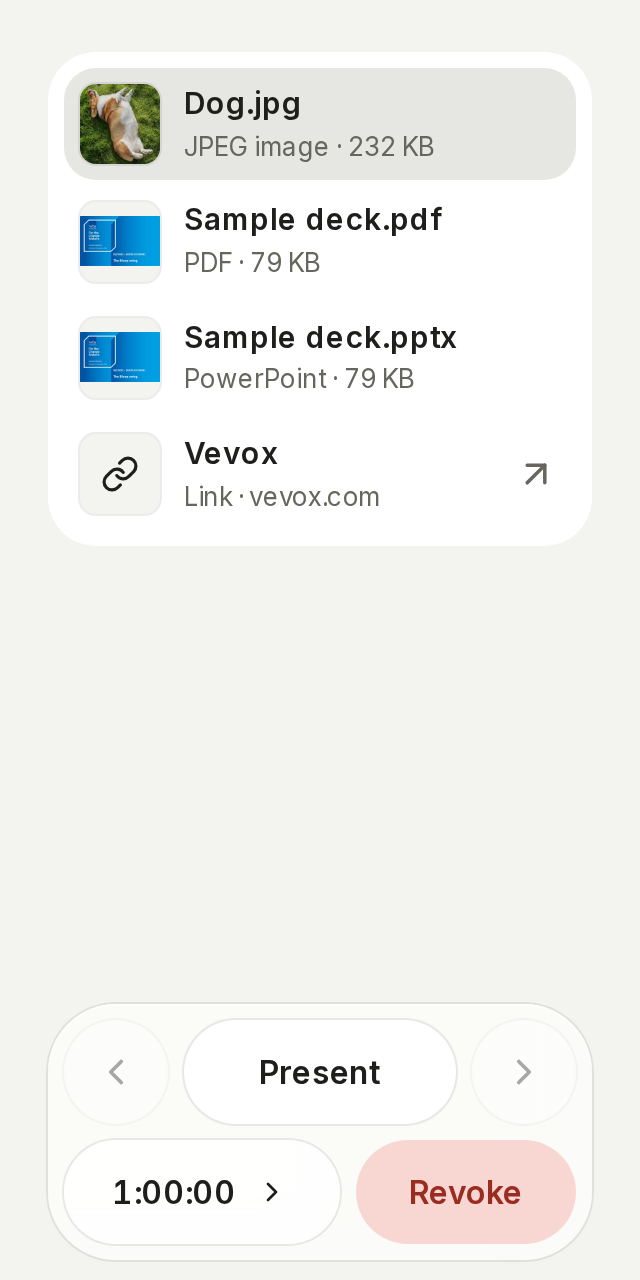 Dog.jpg
JPEG image · 232 KB
Sample deck.pdf
PDF · 79 KB
Sample deck.pptx
PowerPoint · 79 KB
Vevox
Link · vevox.com
Present
1:00:00
Revoke